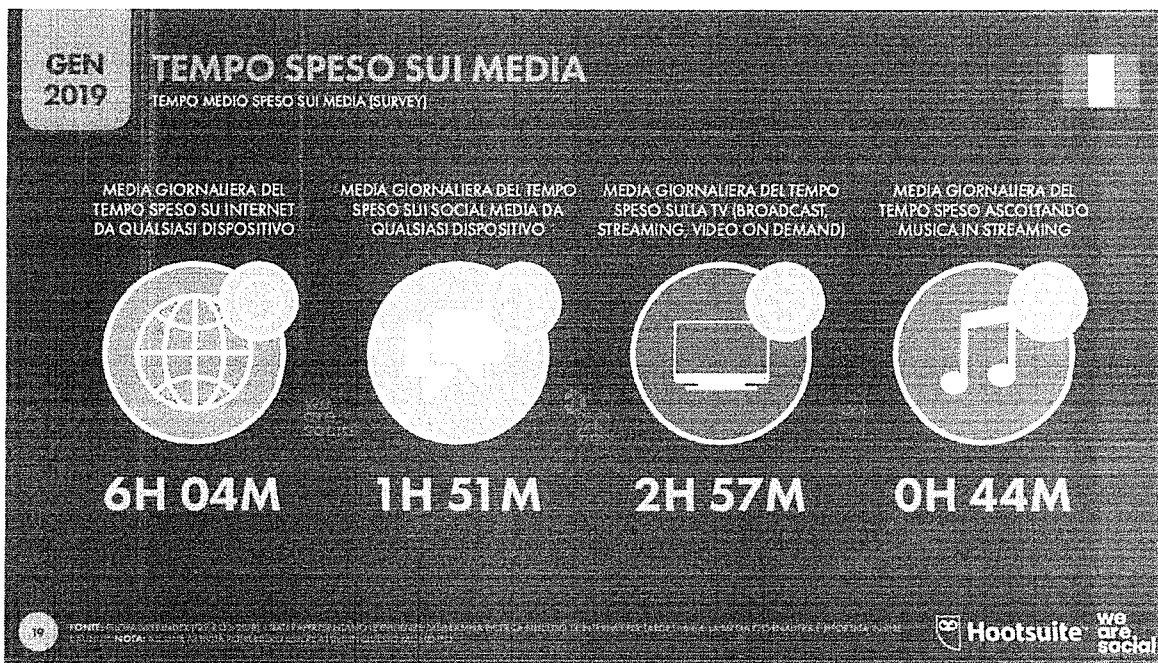 GEN
2019
TEMPO SPESO SUI MEDIA
TEMPO MEDIO SPESO SUI MEDIA (SURVEY)
MEDIA GIORNALIERA DEL
TEMPO SPESO SU INTERNET
DA QUALSIASI DISPOSITIVO
MEDIA GIORNALIERA DEL TEMPO
SPESO SUI SOCIAL MEDIA DA
QUALSIASI DISPOSITIVO
MEDIA GIORNALIERA DEL TEMPO
SPESO SULLA TV (BROADCAST,
STREAMING, VIDEO ON DEMAND)
MEDIA GIORNALIERA DEL
TEMPO SPESO ASCOLTANDO
MUSICA IN STREAMING
6H 04M
1H 51M
2H 57M
0H 44M
19
FONTE:
NOTA:
Hootsuite
we
are
social